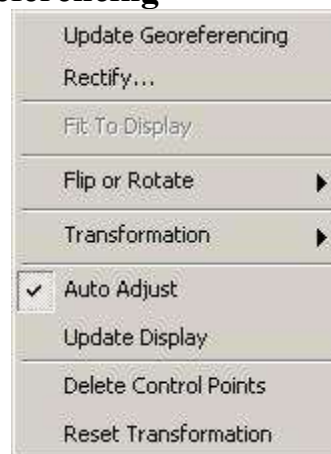 Update Georeferencing
Rectify...
Fit To Display
Flip or Rotate
Transformation
Auto Adjust
Update Display
Delete Control Points
Reset Transformation